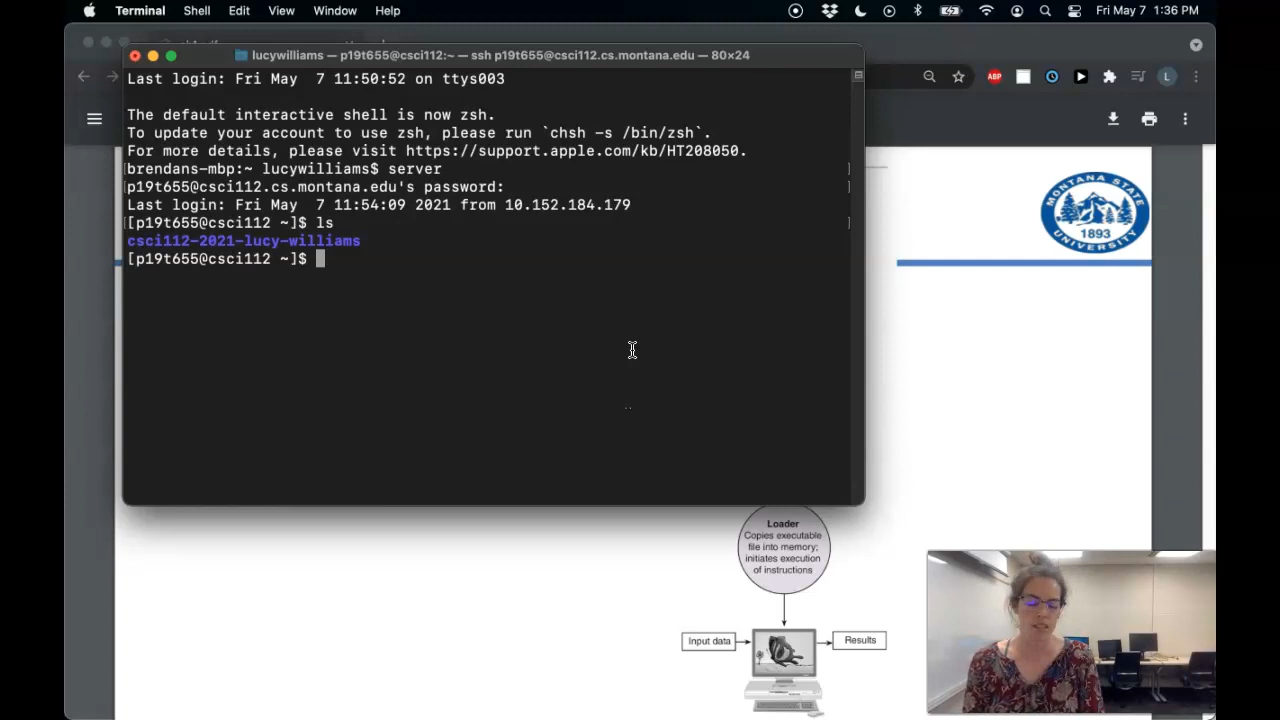 Terminal Shell Edit View Window Help Fri May 7 1:36 PM
lucywilliams — p19t655@csci112:~ — ssh p19t655@csci112.cs.montana.edu — 80×24
Last login: Fri May  7 11:50:52 on ttys003
The default interactive shell is now zsh.
To update your account to use zsh, please run `chsh -s /bin/zsh`.
For more details, please visit https://support.apple.com/kb/HT208050.
[brendans-mbp:~ lucywilliams$ server ]
[p19t655@csci112.cs.montana.edu's password: ]
Last login: Fri May  7 11:54:09 2021 from 10.152.184.179
[[p19t655@csci112 ~]$ ls ]
csci112-2021-lucy-williams
[p19t655@csci112 ~]$
ABP
L
MONTANA STATE
1893
UNIVERSITY
Loader
Copies executable
file into memory;
initiates execution
of instructions
Input data
Results